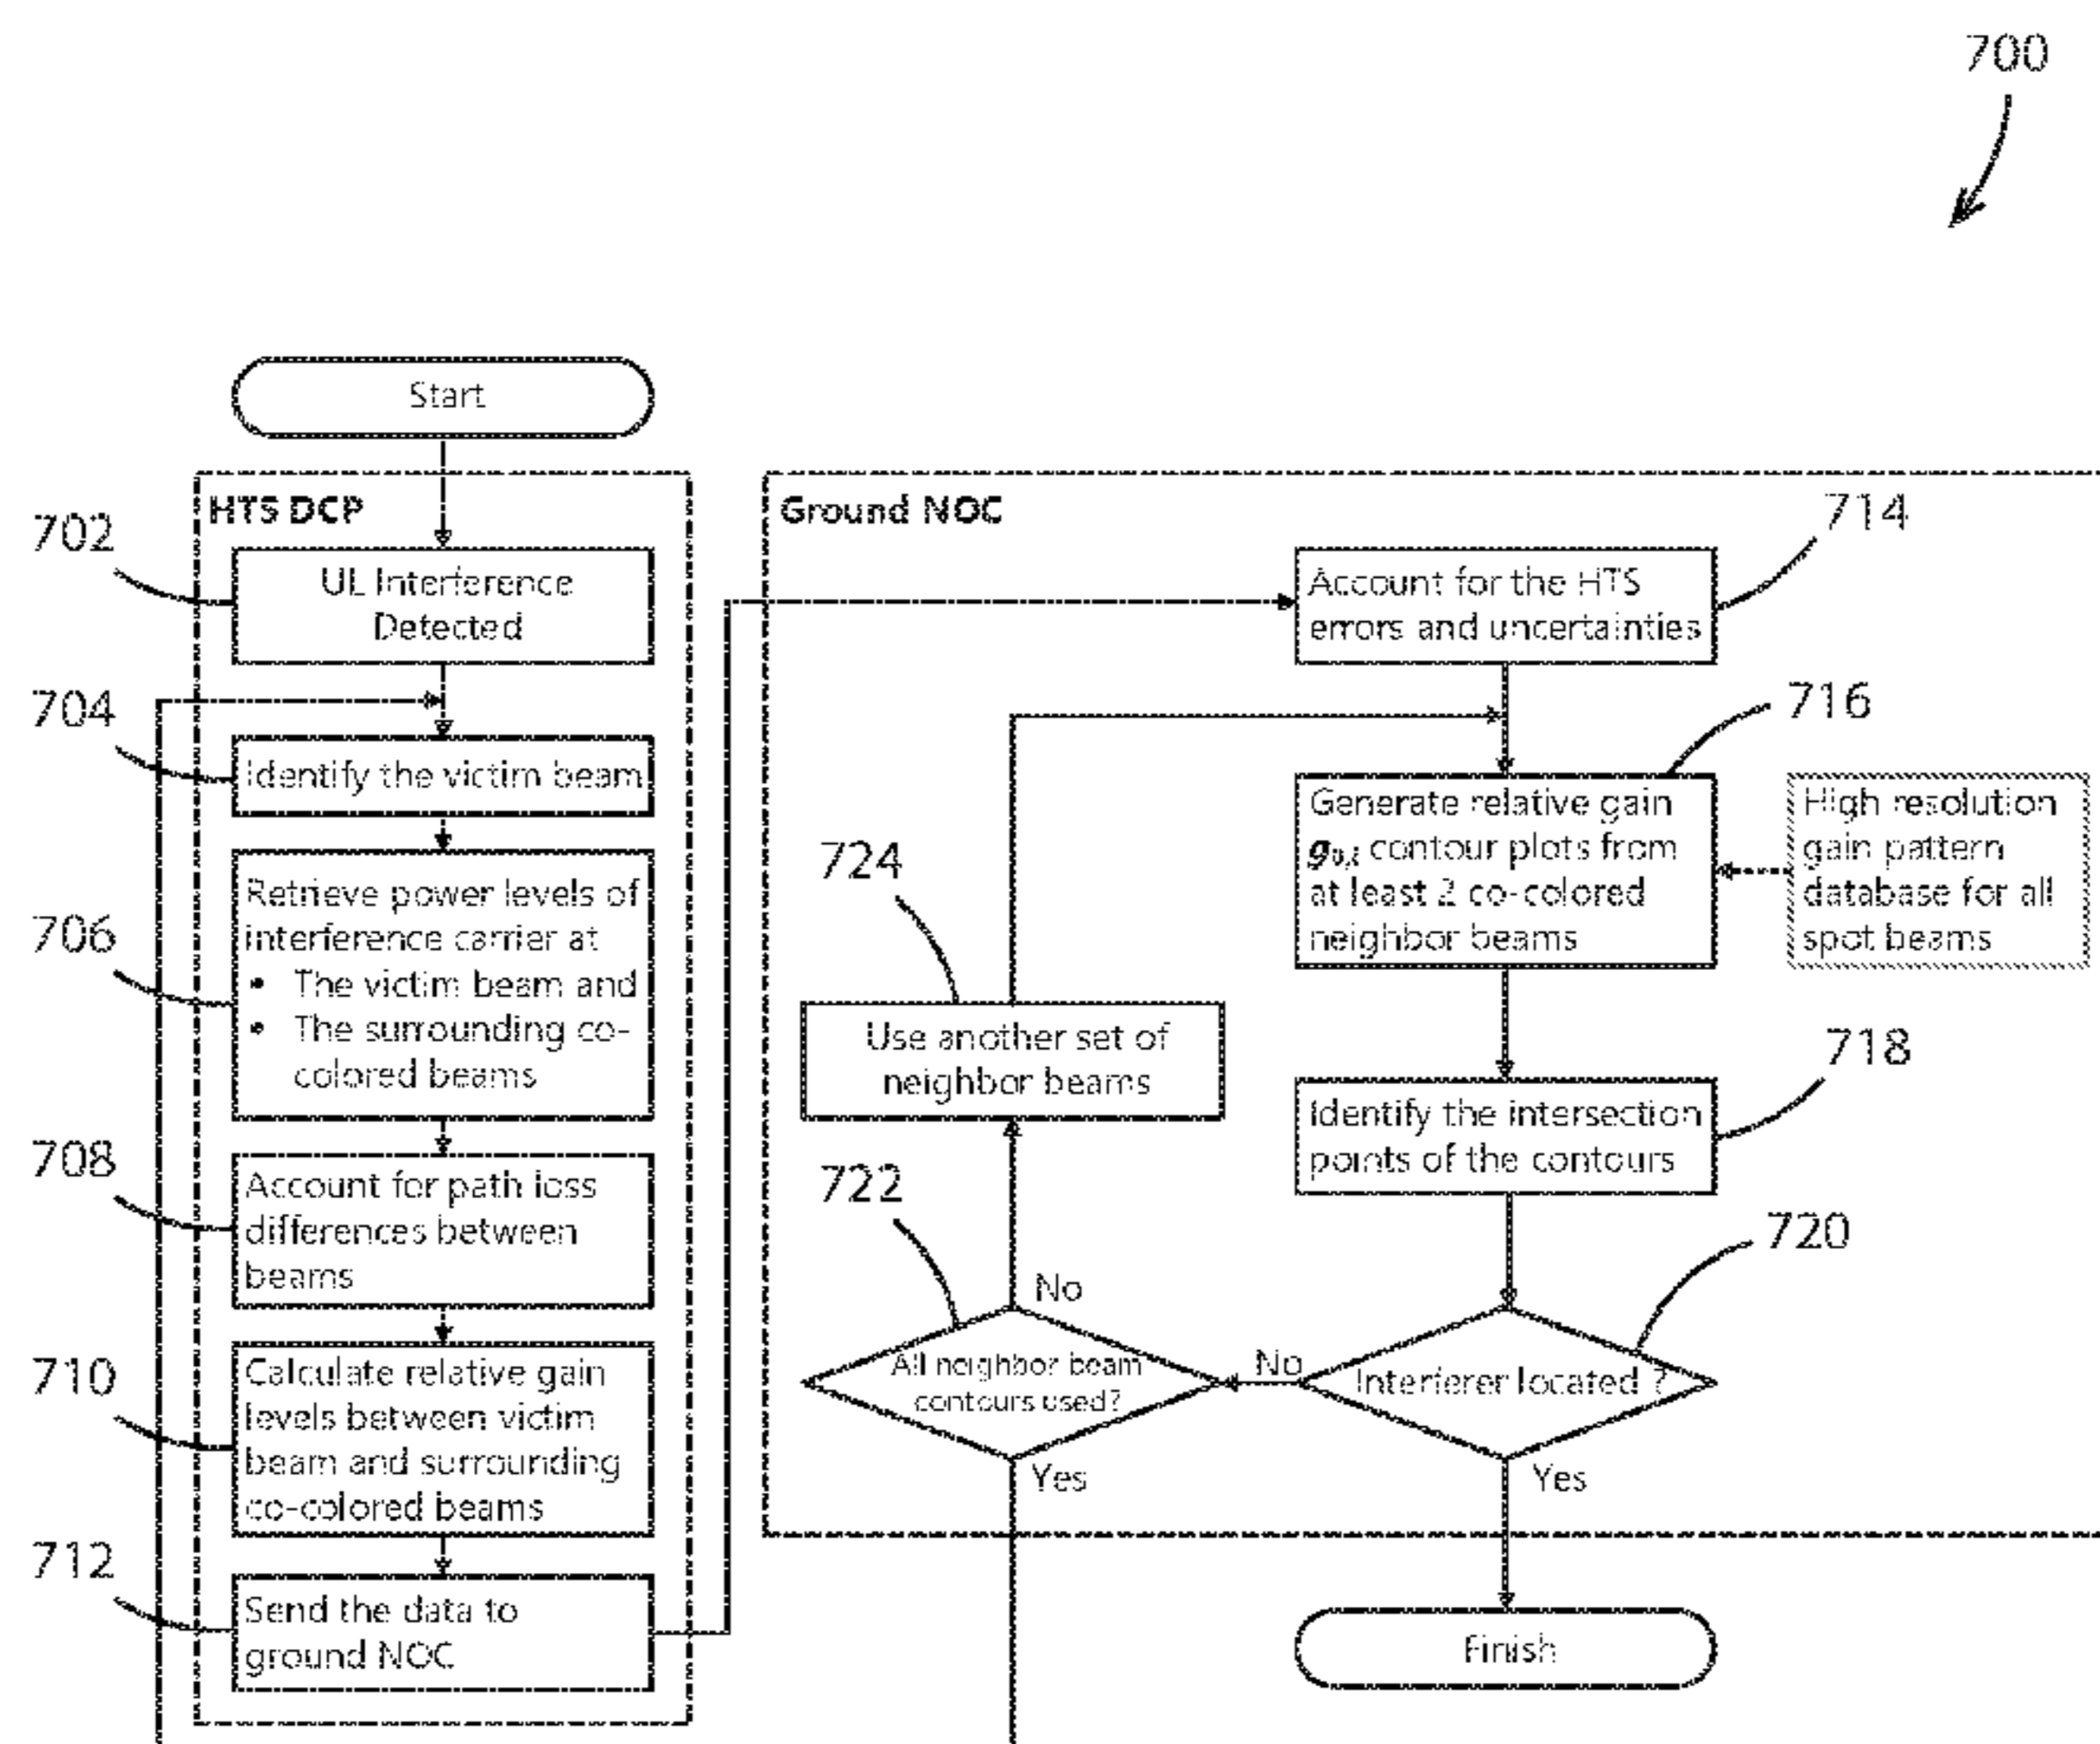 700
Start
HTS DCP
702
UL Interference
Detected
704
Identify the victim beam
706
Retrieve power levels of
interference carrier at
• The victim beam and
• The surrounding co-
colored beams
708
Account for path loss
differences between
beams
710
Calculate relative gain
levels between victim
beam and surrounding
co-colored beams
712
Send the data to
ground NOC
Ground NOC
714
Account for the HTS
errors and uncertainties
716
Generate relative gain
contour plots from
at least 2 co-colored
neighbor beams
High resolution
gain pattern
database for all
spot beams
724
Use another set of
neighbor beams
718
Identify the intersection
points of the contours
722
No
All neighbor beam
contours used?
Yes
720
No
Interferer located ?
Yes
Finish